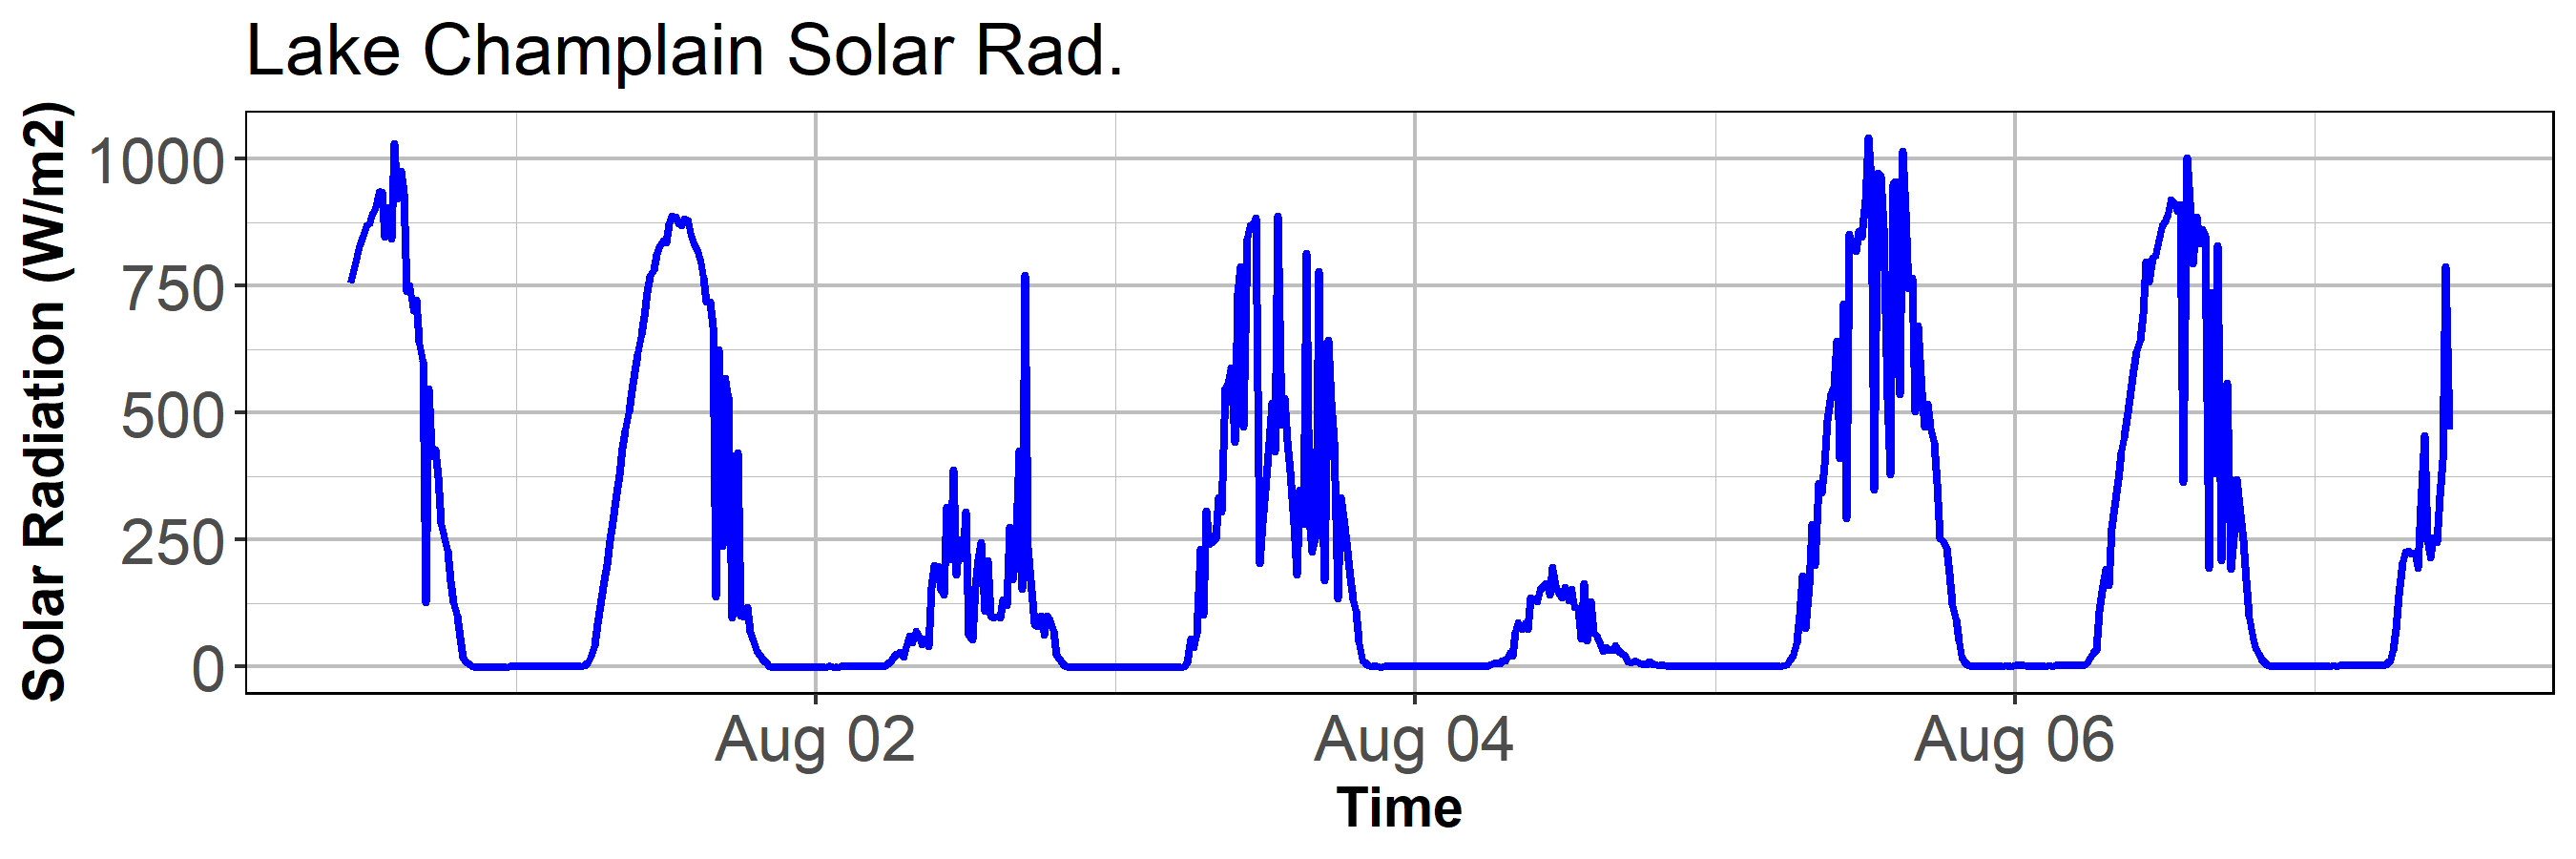 Lake Champlain Solar Rad.
Solar Radiation (W/m2)
1000
750
500
250
0
Aug 02
Aug 04
Aug 06
Time